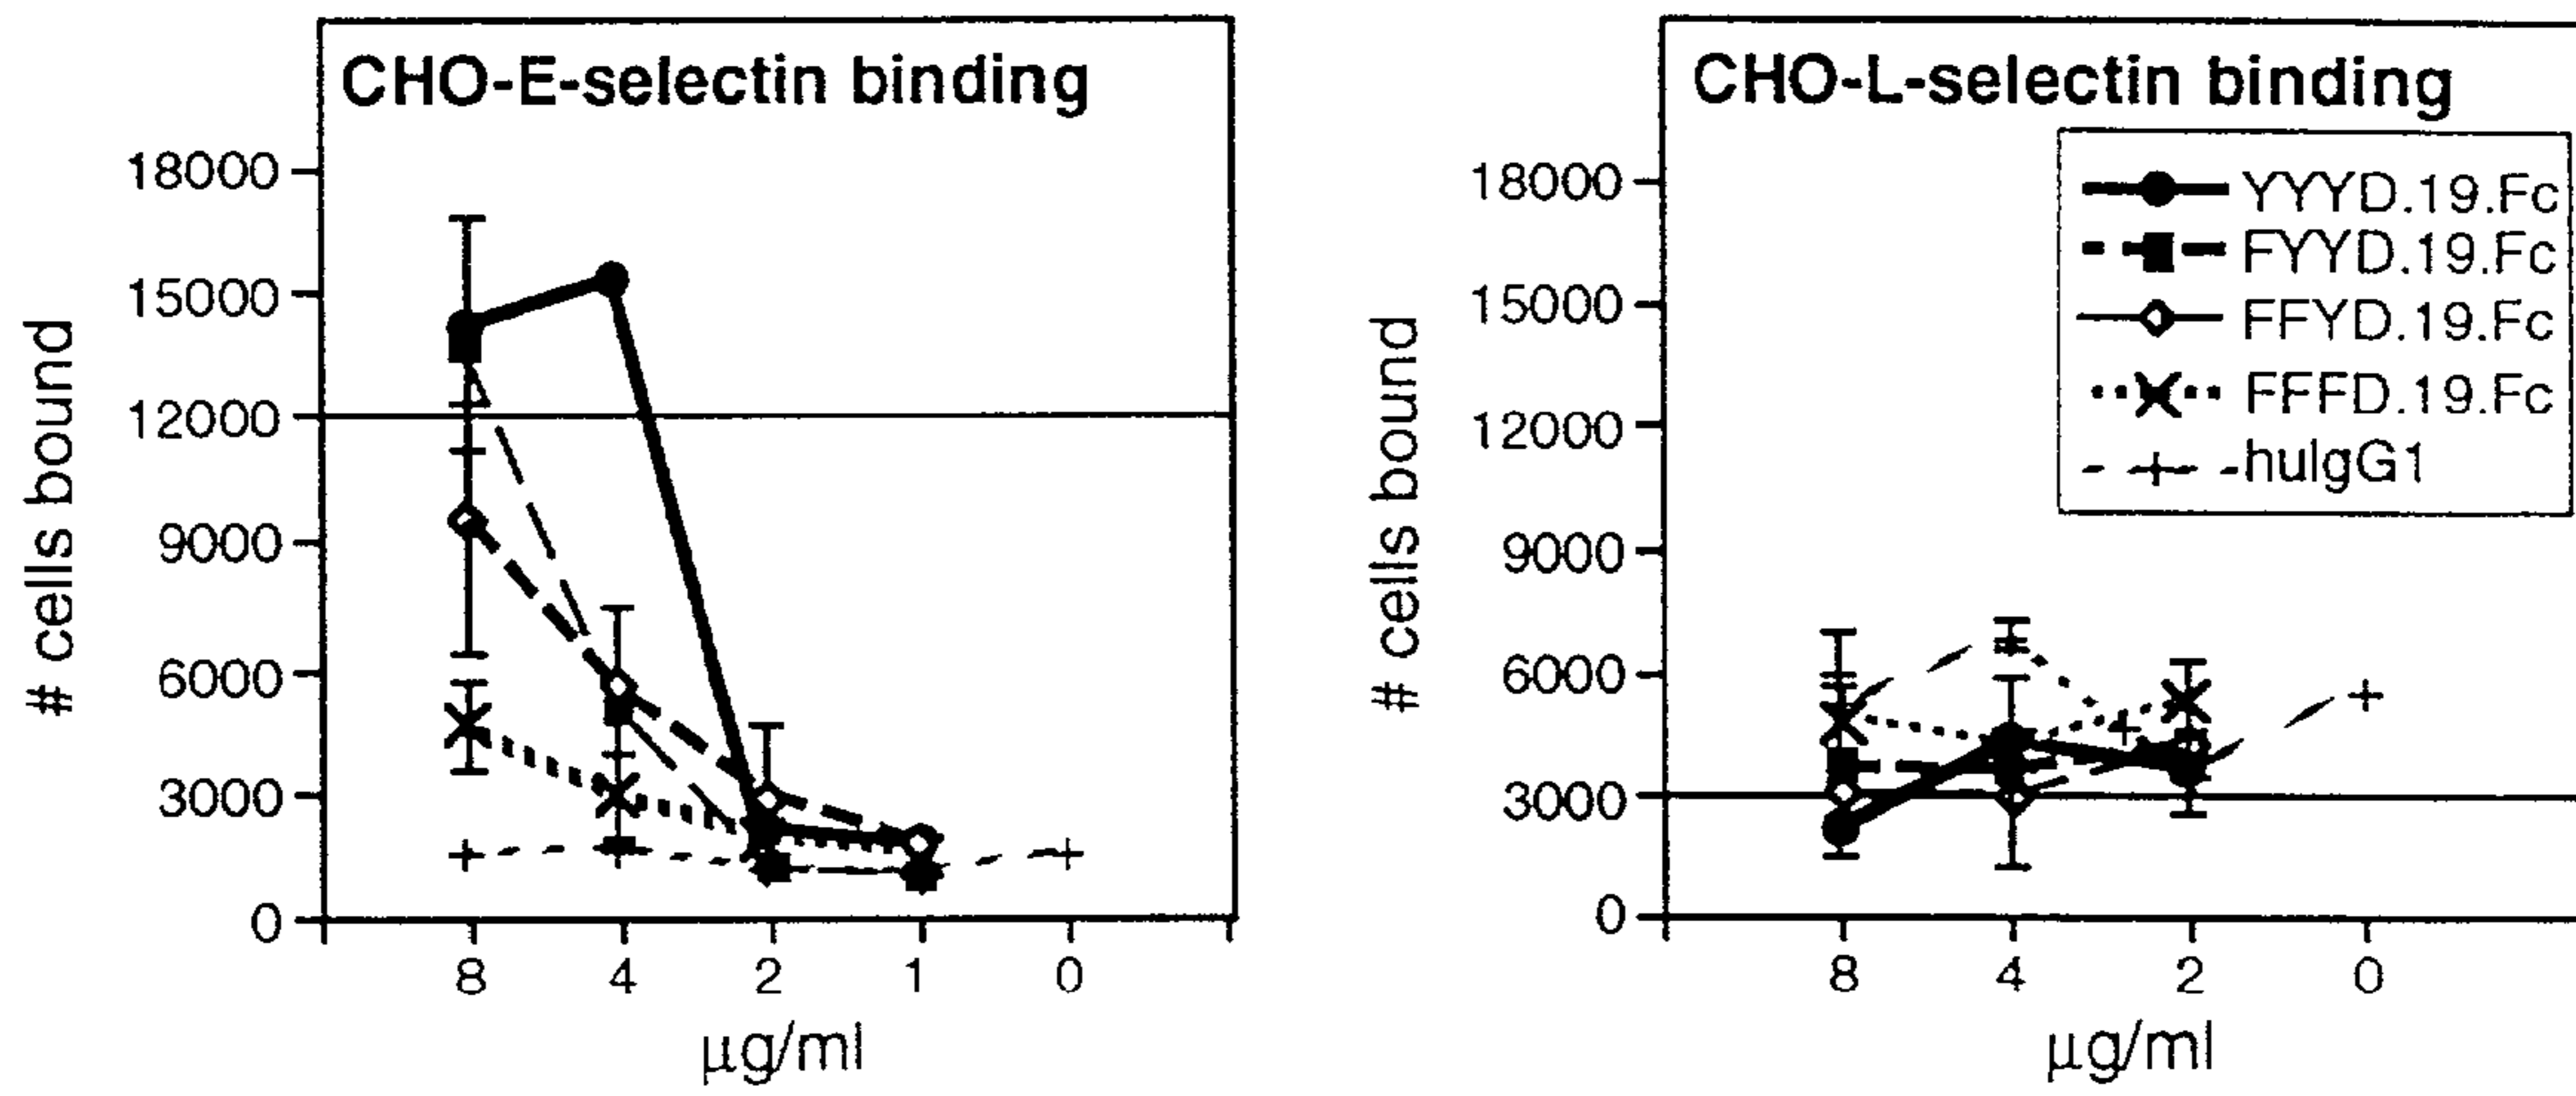 CHO-E-selectin binding
# cells bound
18000
15000
12000
9000
6000
3000
0
8 4 2 1 0
µg/ml
CHO-L-selectin binding
# cells bound
18000
15000
12000
9000
6000
3000
0
8 4 2 0
µg/ml
YYYD.19.Fc
FYYD.19.Fc
FFYD.19.Fc
FFFD.19.Fc
huIgG1